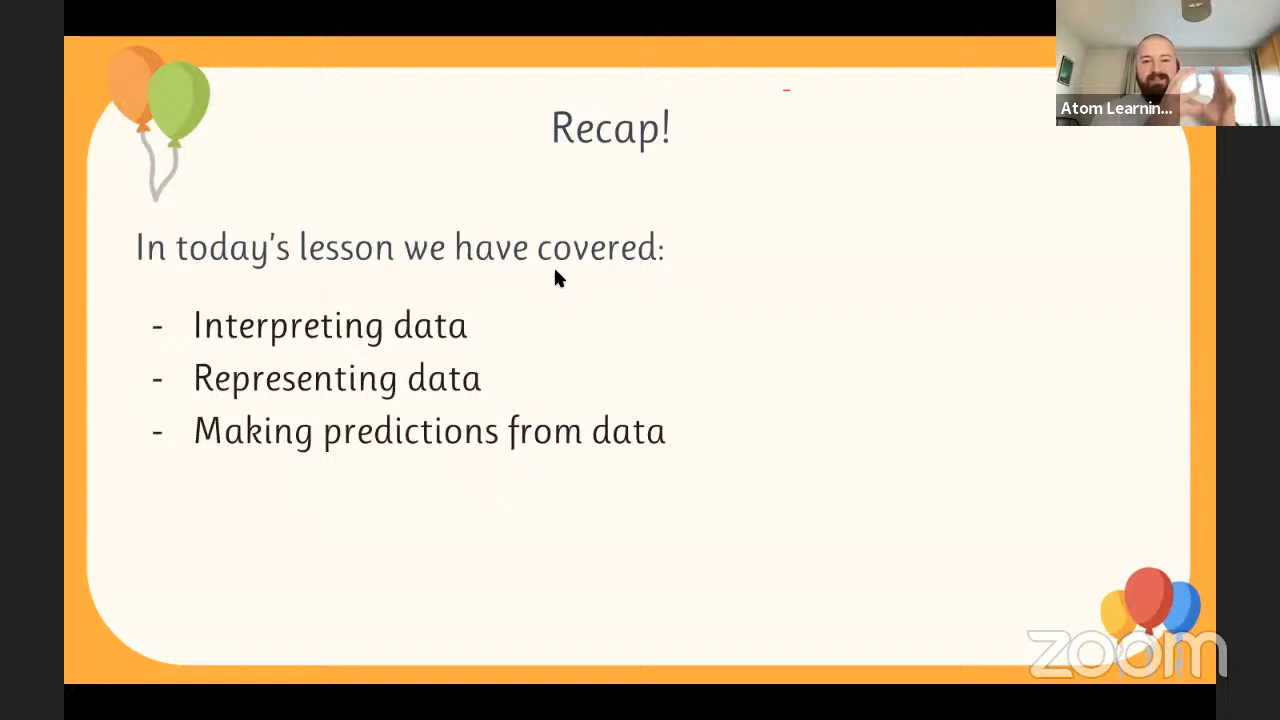 Recap!
Atom Learnin...
In today's lesson we have covered:
- Interpreting data
- Representing data
- Making predictions from data
zoom